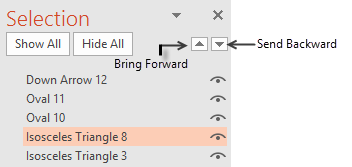 Selection
Show All Hide All Send Backward
Bring Forward
Down Arrow 12
Oval 11
Oval 10
Isosceles Triangle 8
Isosceles Triangle 3